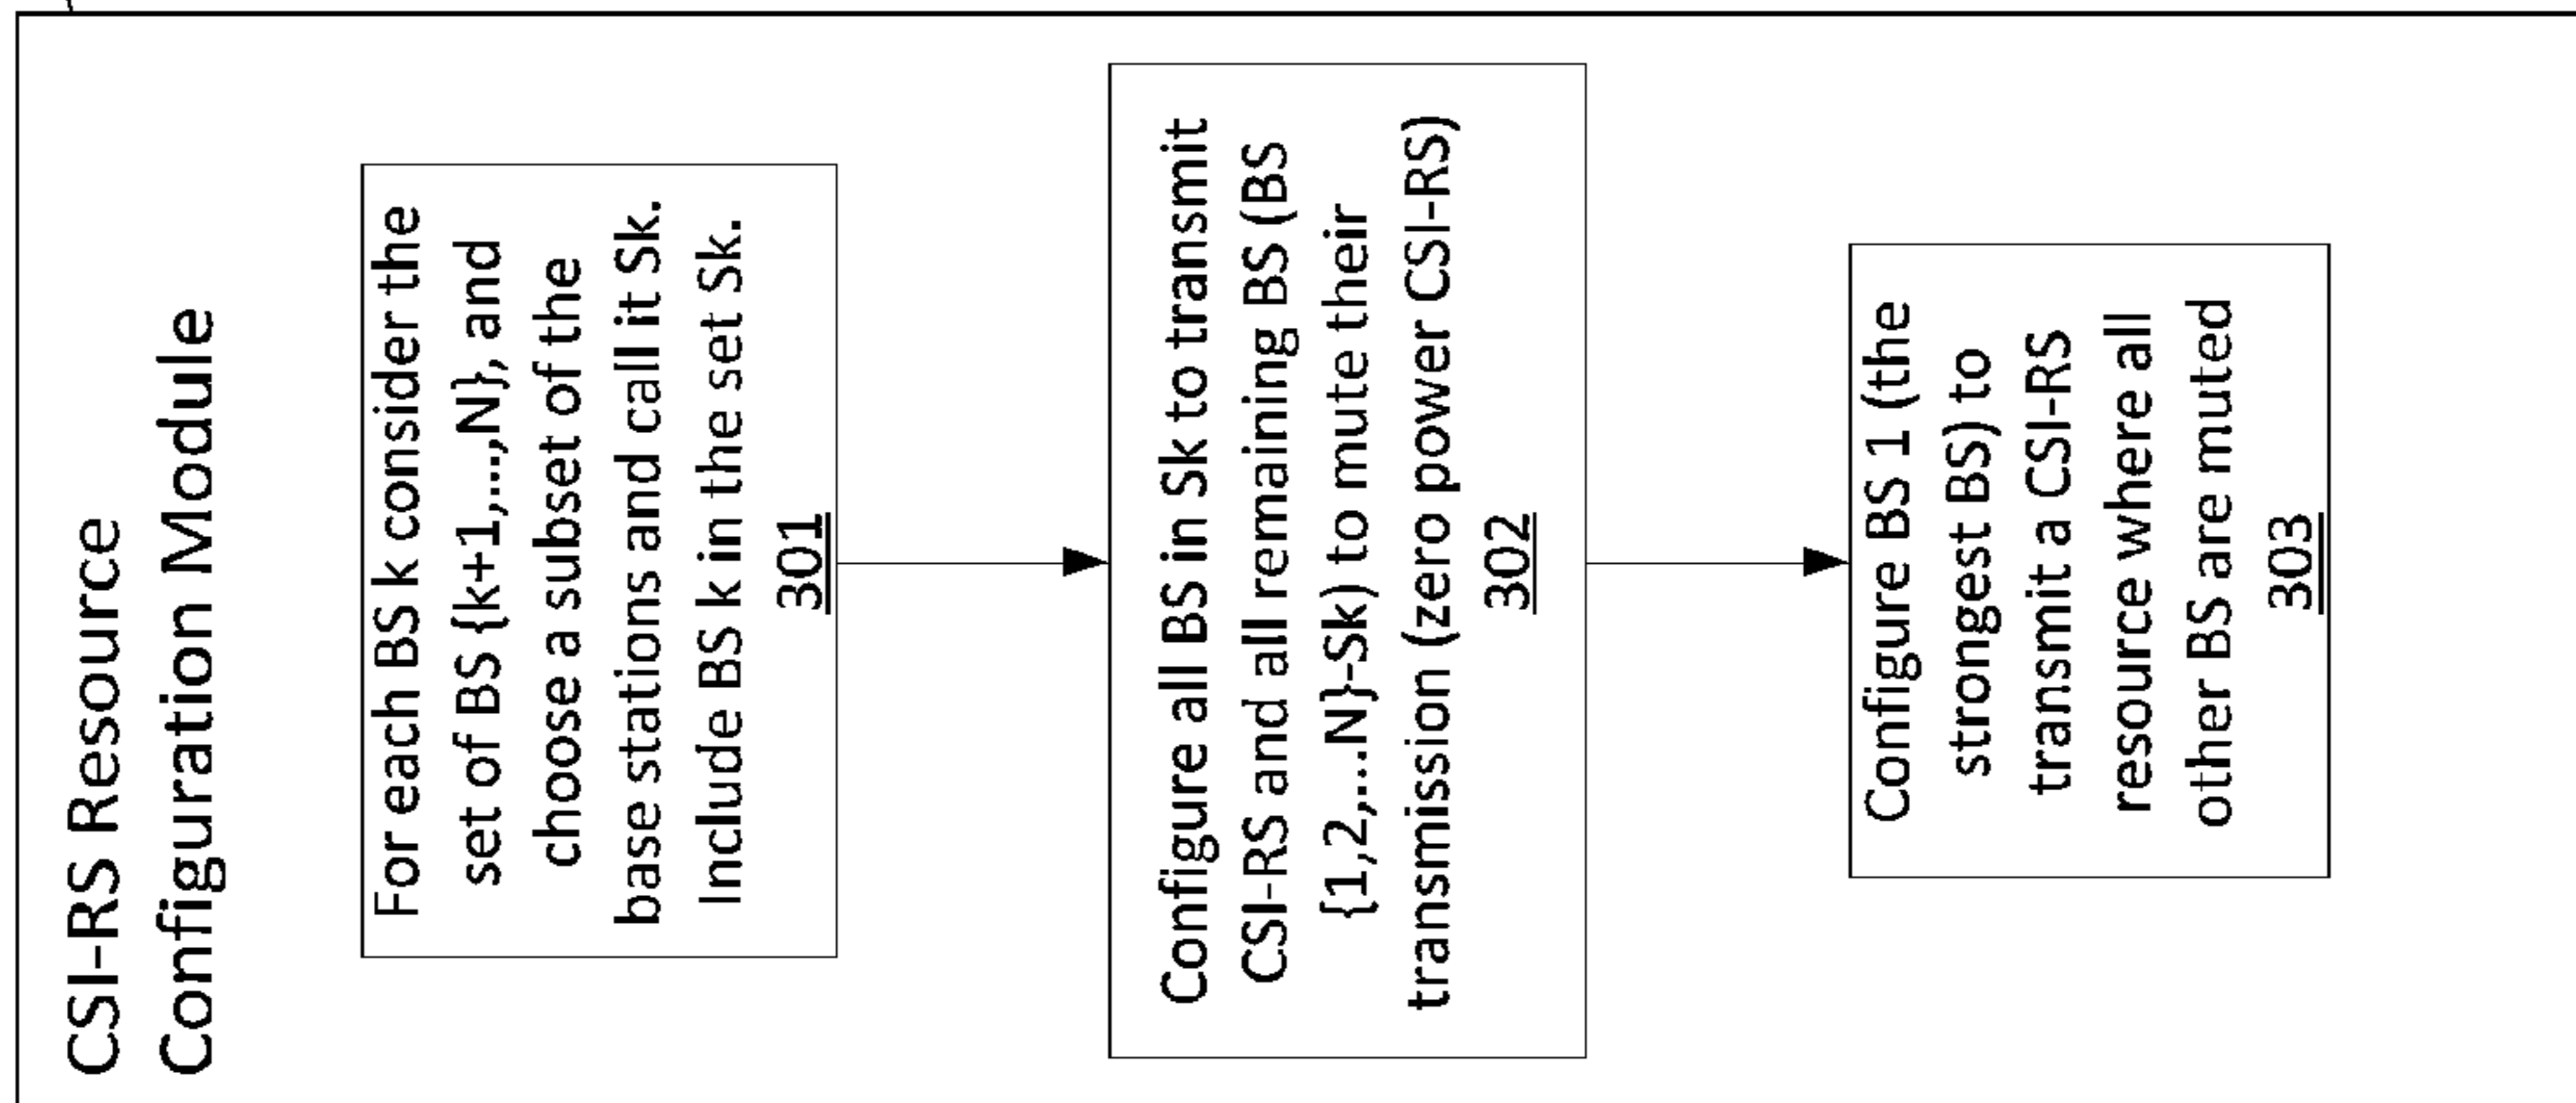 CSI-RS Resource
Configuration Module
For each BS k consider the
set of BS {k+1,...,N}, and
choose a subset of the
base stations and call it Sk.
Include BS k in the set Sk.
301
Configure all BS in Sk to transmit
CSI-RS and all remaining BS (BS
{1,2,...N}-Sk) to mute their
transmission (zero power CSI-RS)
302
Configure BS 1 (the
strongest BS) to
transmit a CSI-RS
resource where all
other BS are muted
303